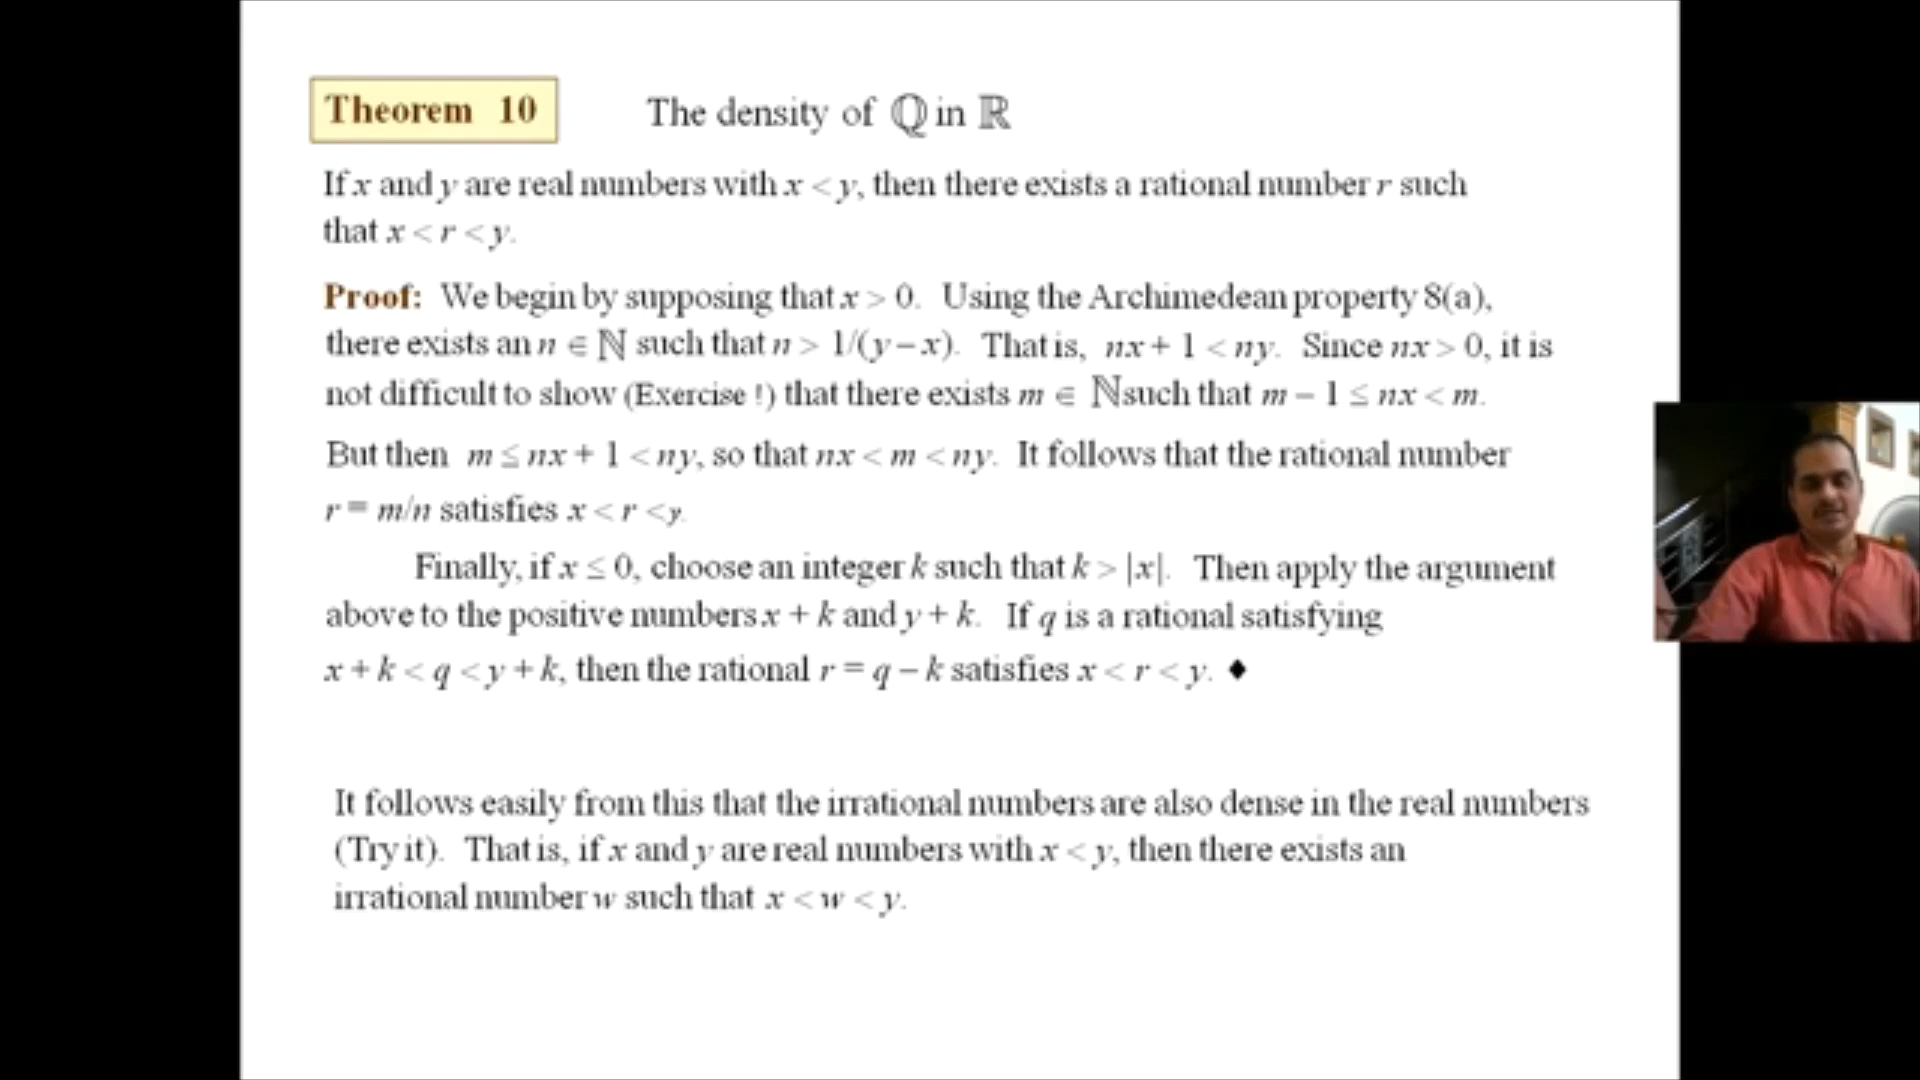 Theorem 10 The density of ℚ in ℝ
If x and y are real numbers with x < y, then there exists a rational number r such
that x < r < y.
Proof: We begin by supposing that x > 0. Using the Archimedean property 8(a),
there exists an n ∈ ℕ such that n > 1/(y – x). That is, nx + 1 < ny. Since nx > 0, it is
not difficult to show (Exercise !) that there exists m ∈ ℕ such that m – 1 ≤ nx < m.
But then m ≤ nx + 1 < ny, so that nx < m < ny. It follows that the rational number
r = m/n satisfies x < r < y.
Finally, if x ≤ 0, choose an integer k such that k > |x|. Then apply the argument
above to the positive numbers x + k and y + k. If q is a rational satisfying
x + k < q < y + k, then the rational r = q – k satisfies x < r < y. ♦
It follows easily from this that the irrational numbers are also dense in the real numbers
(Try it). That is, if x and y are real numbers with x < y, then there exists an
irrational number w such that x < w < y.